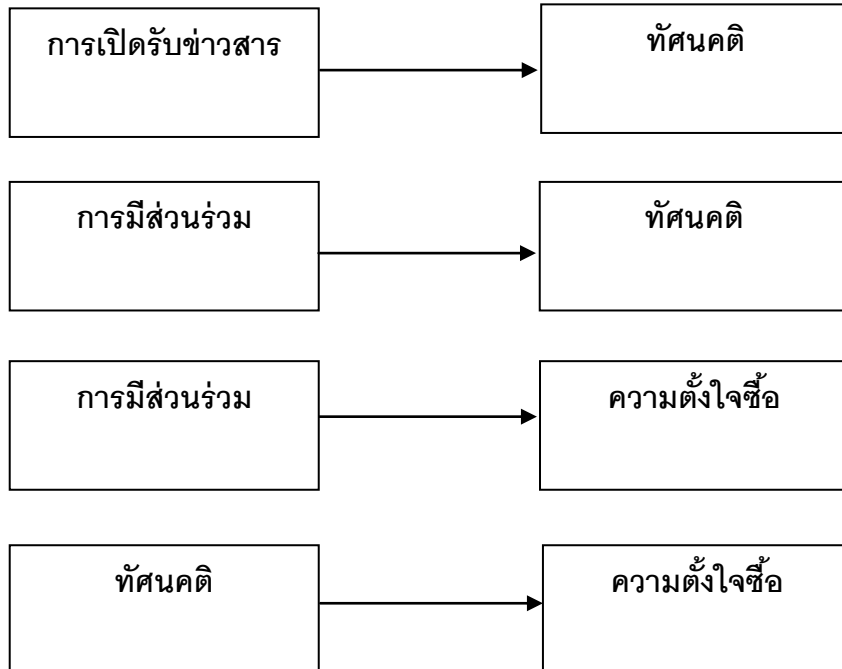 การเปิดรับข่าวสาร
ทัศนคติ
การมีส่วนร่วม
ทัศนคติ
การมีส่วนร่วม
ความตั้งใจซื้อ
ทัศนคติ
ความตั้งใจซื้อ